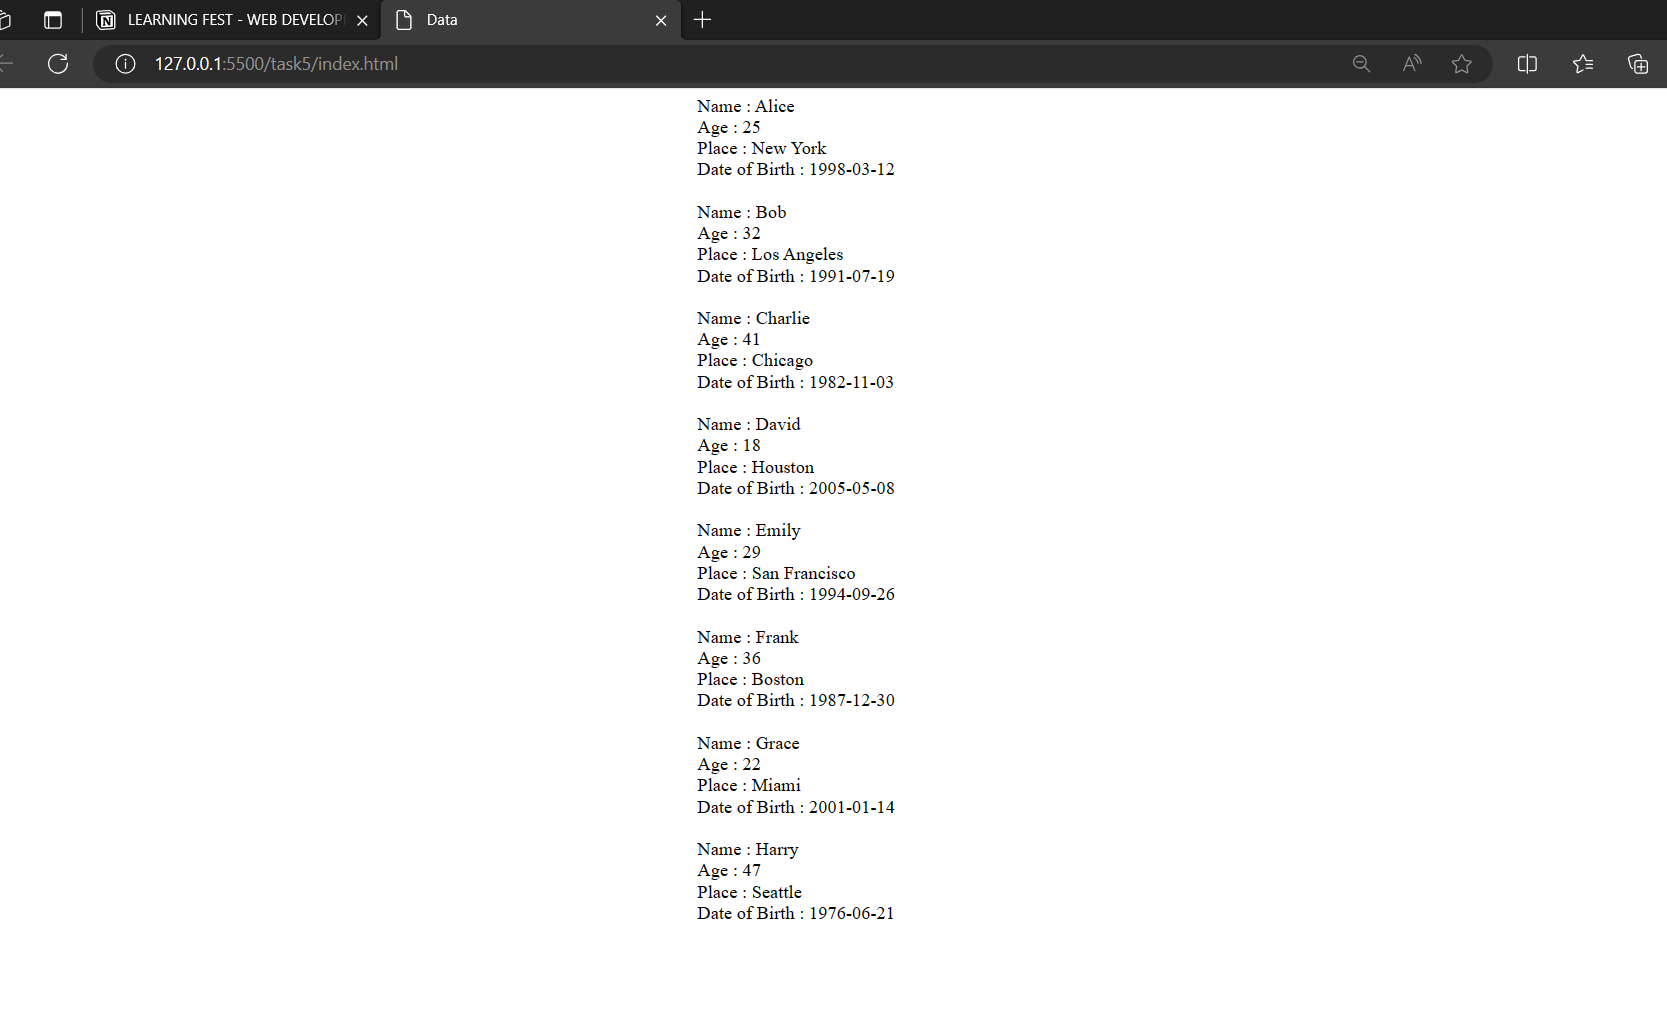 LEARNING FEST - WEB DEVELOP
Data
127.0.0.1:5500/task5/index.html
Name : Alice
Age : 25
Place : New York
Date of Birth : 1998-03-12
Name : Bob
Age : 32
Place : Los Angeles
Date of Birth : 1991-07-19
Name : Charlie
Age : 41
Place : Chicago
Date of Birth : 1982-11-03
Name : David
Age : 18
Place : Houston
Date of Birth : 2005-05-08
Name : Emily
Age : 29
Place : San Francisco
Date of Birth : 1994-09-26
Name : Frank
Age : 36
Place : Boston
Date of Birth : 1987-12-30
Name : Grace
Age : 22
Place : Miami
Date of Birth : 2001-01-14
Name : Harry
Age : 47
Place : Seattle
Date of Birth : 1976-06-21